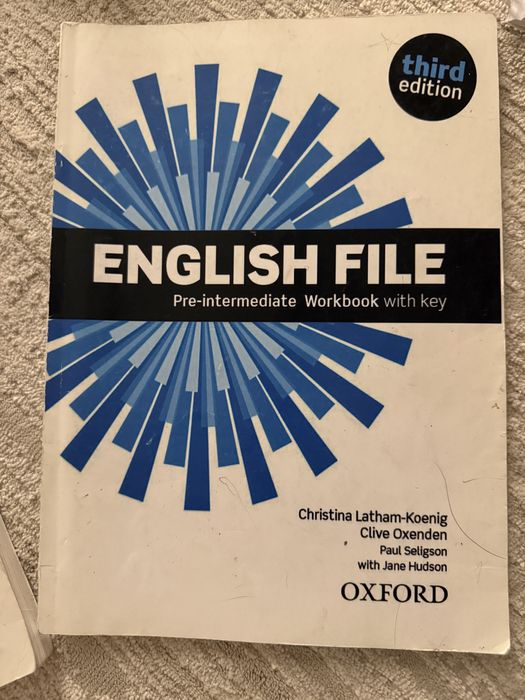 third
edition
ENGLISH FILE
Pre-intermediate Workbook with key
Christina Latham-Koenig
Clive Oxenden
Paul Seligson
with Jane Hudson
OXFORD